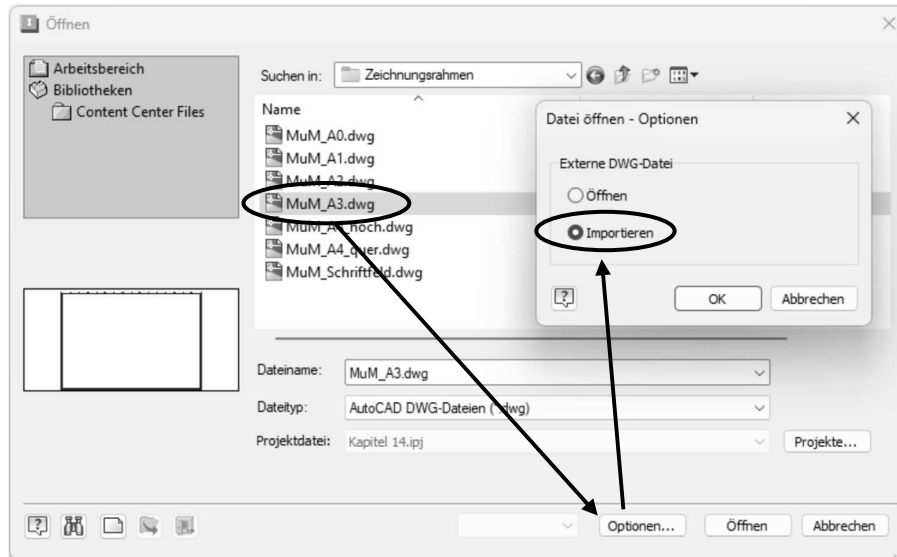 Öffnen
Arbeitsbereich
Bibliotheken
Content Center Files
Suchen in: Zeichnungsrahmen
Name
MuM_A0.dwg
MuM_A1.dwg
MuM_A2.dwg
MuM_A3.dwg
MuM_A4_hoch.dwg
MuM_A4_quer.dwg
MuM_Schriftfeld.dwg
Datei öffnen - Optionen
Externe DWG-Datei
Öffnen
Importieren
OK Abbrechen
Dateiname: MuM_A3.dwg
Dateityp: AutoCAD DWG-Dateien (*.dwg)
Projektdatei: Kapitel 14.ipj Projekte...
Optionen... Öffnen Abbrechen